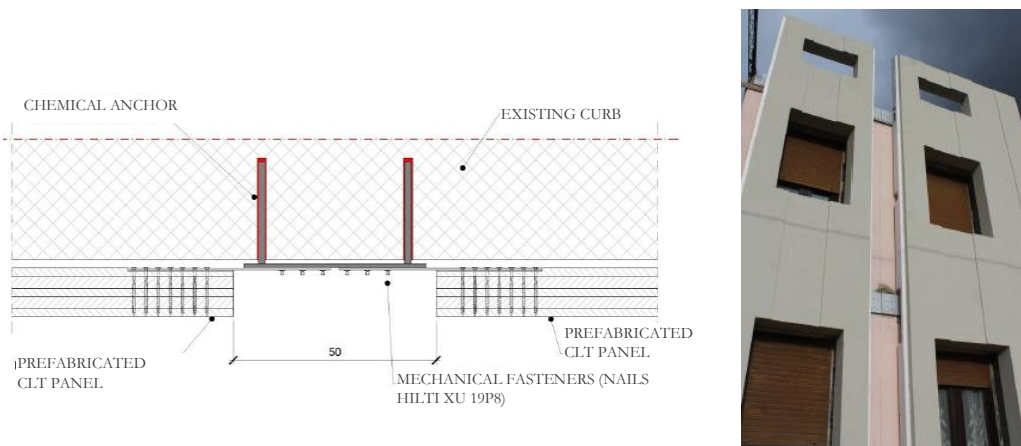 CHEMICAL ANCHOR
EXISTING CURB
PREFABRICATED
CLT PANEL
50
PREFABRICATED
CLT PANEL
MECHANICAL FASTENERS (NAILS
HILTI XU 19P8)